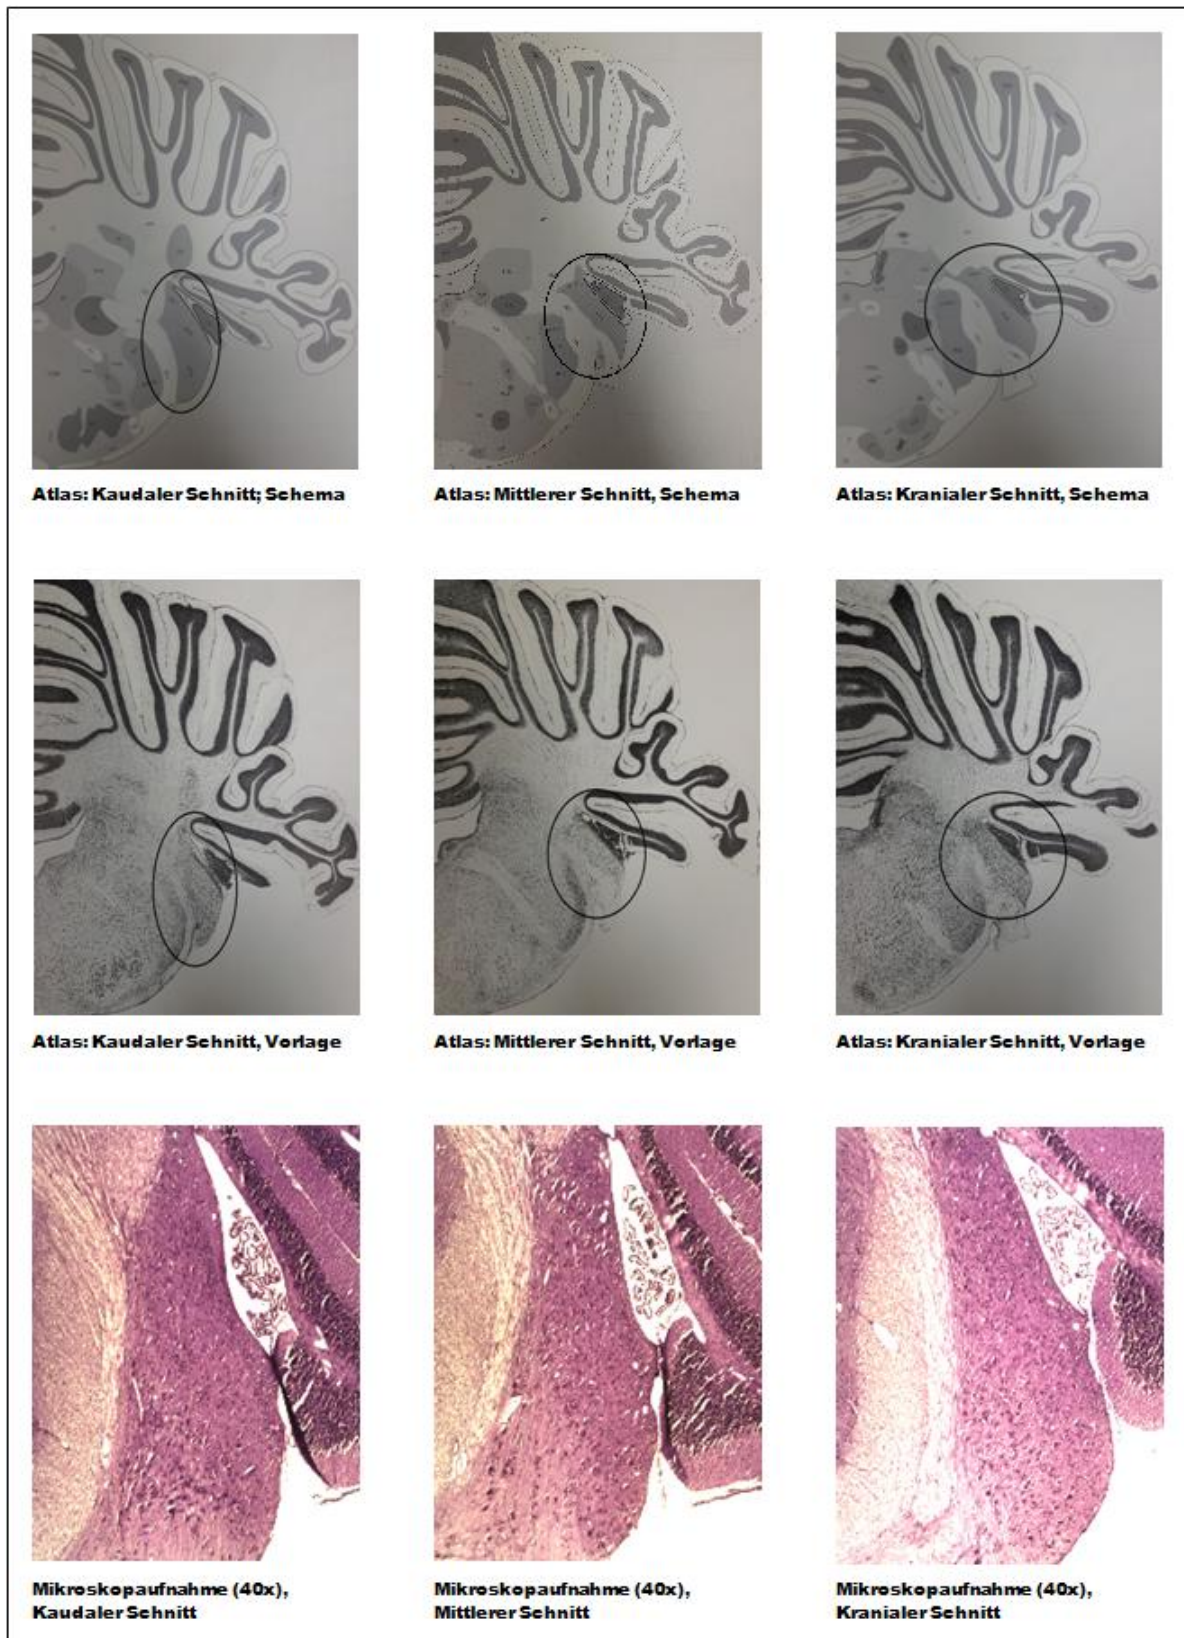 Atlas: Kaudaler Schnitt; Schema
Atlas: Mittlerer Schnitt, Schema
Atlas: Kranialer Schnitt, Schema
Atlas: Kaudaler Schnitt, Vorlage
Atlas: Mittlerer Schnitt, Vorlage
Atlas: Kranialer Schnitt, Vorlage
Mikroskopaufnahme (40x),
Kaudaler Schnitt
Mikroskopaufnahme (40x),
Mittlerer Schnitt
Mikroskopaufnahme (40x),
Kranialer Schnitt